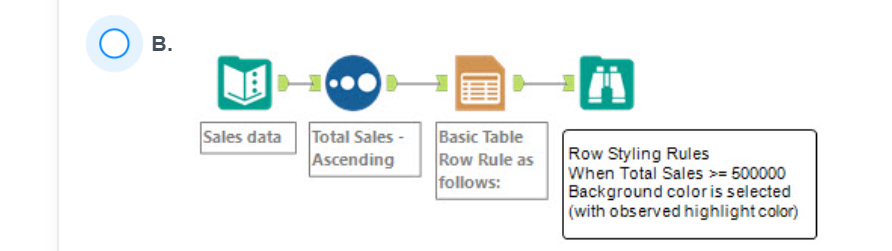 B.
Sales data
Total Sales -
Ascending
Basic Table
Row Rule as
follows:
Row Styling Rules
When Total Sales >= 500000
Background color is selected
(with observed highlight color)